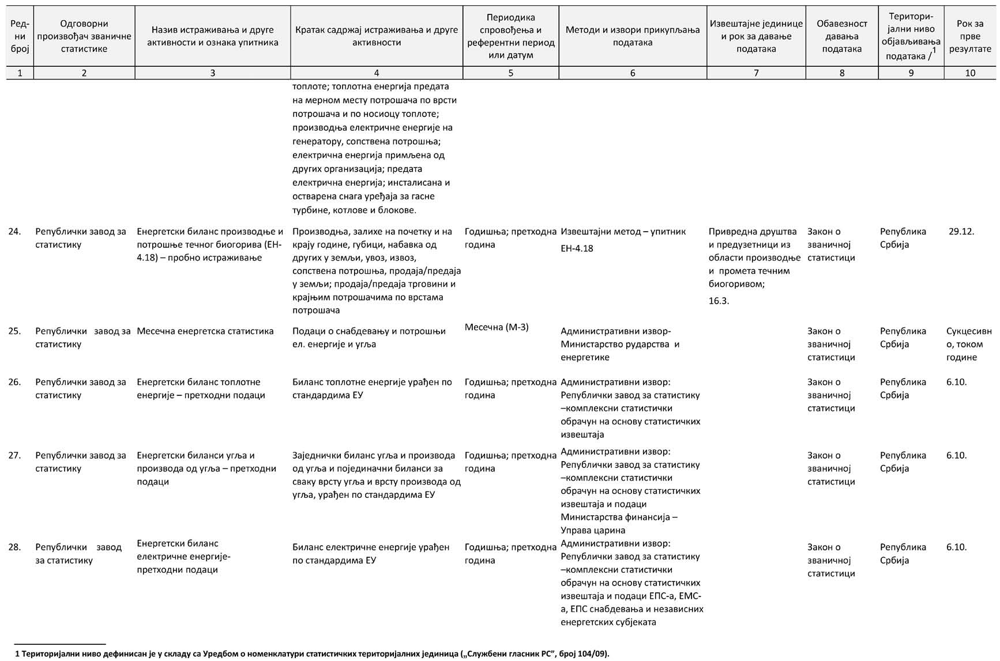 Ред-
ни
број
Одговорни
произвођач званичне
статистике
Назив истраживања и друге
активности и ознака упитника
Кратак садржај истраживања и друге
активности
Периодика
спровођења и
референтни период
или датум
Методи и извори прикупљања
података
Извештајне јединице
и рок за давање
података
Обавезност
давања
података
Територи-
јални ниво
објављивања
података /1
Рок за
прве
резултате
1 2 3 4 5 6 7 8 9 10
топлоте; топлотна енергија предата
на мерном месту потрошача по врсти
потрошача и по носиоцу топлоте;
производња електричне енергије на
генератору, сопствена потрошња;
електрична енергија примљена од
других организација; предата
електрична енергија; инсталисана и
остварена снага уређаја за гасне
турбине, котлове и блокове.
24.
Републички завод за
статистику
Енергетски биланс производње и
потрошње течног биогорива (ЕН-
4.18) – пробно истраживање
Производња, залихе на почетку и на
крају године, губици, набавка од
других у земљи, увоз, извоз,
сопствена потрошња, продаја/предаја
у земљи; продаја/предаја трговини и
крајњим потрошачима по врстама
потрошача
Годишња; претходна
година
Извештајни метод – упитник
ЕН-4.18
Привредна друштва
и предузетници из
области производње
и промета течним
биогоривом;
16.3.
Закон о
званичној
статистици
Република
Србија
29.12.
25.
Републички завод за
статистику
Месечна енергетска статистика
Подаци о снабдевању и потрошњи
ел. енергије и угља
Месечна (М-3)
Административни извор-
Министарство рударства и
енергетике
Закон о
званичној
статистици
Република
Србија
Сукцесивн
о, током
године
26.
Републички завод за
статистику
Енергетски биланс топлотне
енергије – претходни подаци
Биланс топлотне енергије урађен по
стандардима ЕУ
Годишња; претходна
година
Административни извор:
Републички завод за статистику
–комплексни статистички
обрачун на основу статистичких
извештаја
Закон о
званичној
статистици
Република
Србија
6.10.
27.
Републички завод за
статистику
Енергетски биланси угља и
производа од угља – претходни
подаци
Заједнички биланс угља и производа
од угља и појединачни биланси за
сваку врсту угља и врсту производа од
угља, урађен по стандардима ЕУ
Годишња; претходна
година
Административни извор:
Републички завод за статистику
–комплексни статистички
обрачун на основу статистичких
извештаја и подаци
Министарства финансија –
Управа царина
Закон о
званичној
статистици
Република
Србија
6.10.
28.
Републички завод
за статистику
Енергетски биланс
електричне енергије-
претходни подаци
Биланс електричне енергије урађен
по стандардима ЕУ
Годишња; претходна
година
Административни извор:
Републички завод за статистику
–комплексни статистички
обрачун на основу статистичких
извештаја и подаци ЕПС-а, ЕМС-
а, ЕПС снабдевања и независних
енергетских субјеката
Закон о
званичној
статистици
Република
Србија
6.10.
1 Територијални ниво дефинисан је у складу са Уредбом о номенклатури статистичких територијалних јединица („Службени гласник РС”, број 104/09).